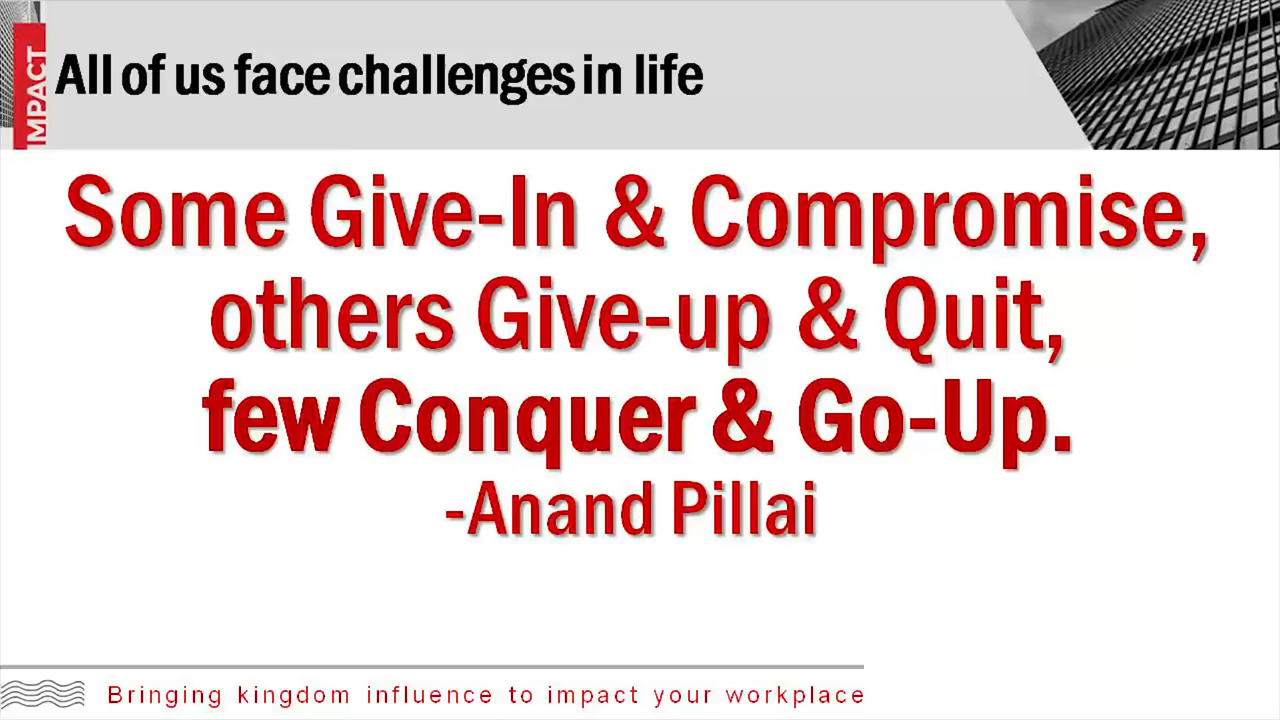 IMPACT
All of us face challenges in life
Some Give-In & Compromise,
others Give-up & Quit,
few Conquer & Go-Up.
-Anand Pillai
Bringing kingdom influence to impact your workplace